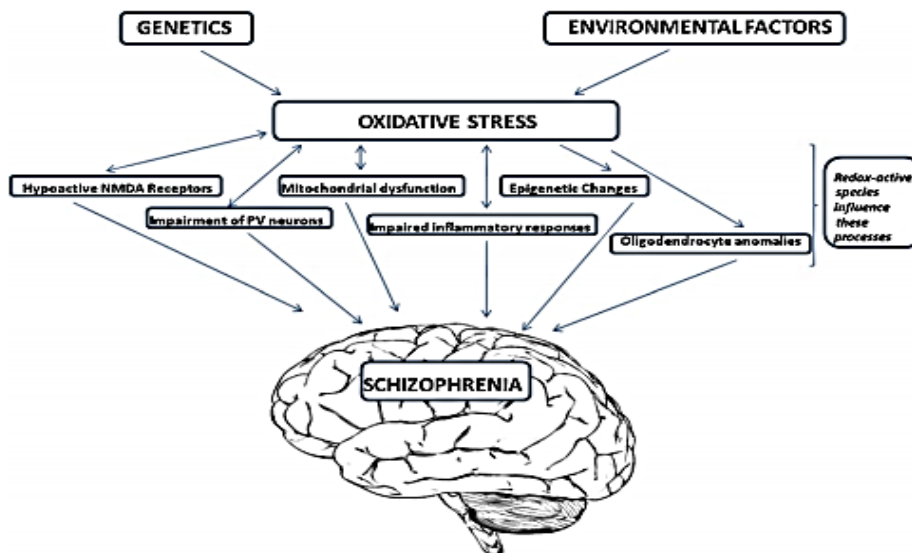 GENETICS
ENVIRONMENTAL FACTORS
OXIDATIVE STRESS
Hypoactive NMDA Receptors
Mitochondrial dysfunction
Epigenetic Changes
Impairment of PV neurons
Impaired inflammatory responses
Oligodendrocyte anomalies
Redox-active
species
influence
these
processes
SCHIZOPHRENIA